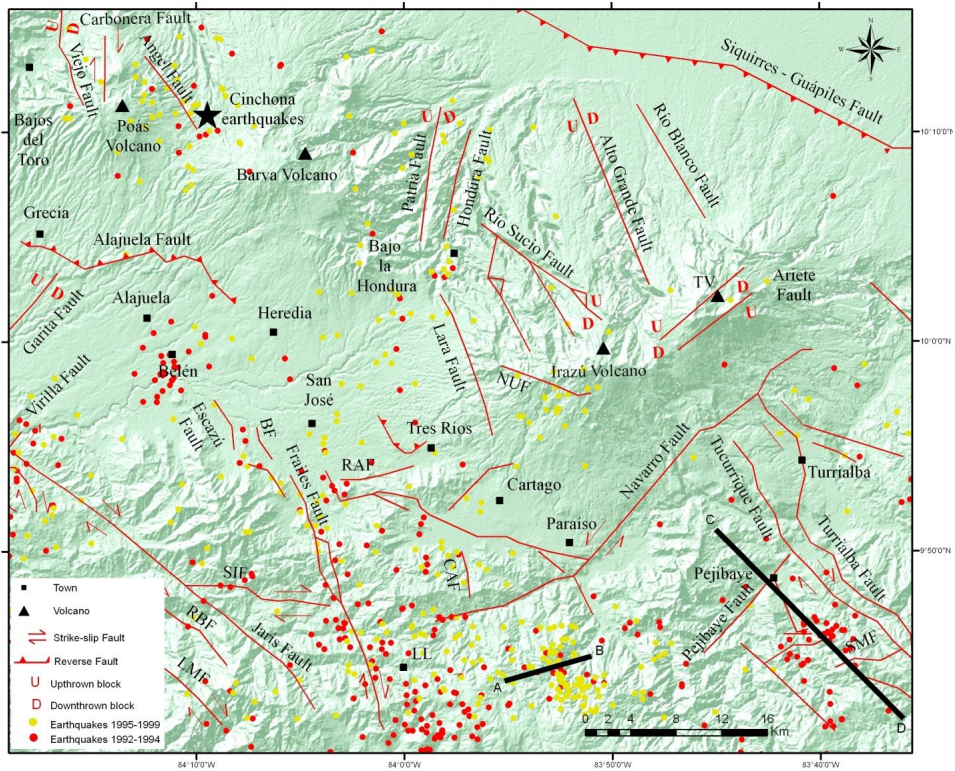 Carbonera Fault
U
D
Viejo Fault
Angel Fault
N
W
E
S
Siquirres - Guápiles Fault
Cinchona
earthquakes
Bajos
del
Toro
Poás
Volcano
Barva Volcano
10°10'0"N
U
D
Patria Fault
Hondura Fault
U
D
Alto Grande Fault
Río Blanco Fault
Grecia
Alajuela Fault
Bajo
la
Hondura
Río Sucio Fault
U
D
U
D
Garita Fault
Alajuela
Heredia
TV
D
Ariete
Fault
U
U
D
10°0'0"N
Virilla Fault
Belén
San
José
Lara Fault
NUF
Irazú Volcano
Escazú
Fault
BF
Frailes Fault
Tres Ríos
RAF
Cartago
Navarro Fault
Tucurrique Fault
Turrialba
Turrialba Fault
Paraíso
C
9°50'0"N
SIF
CAF
Pejibaye
Pejibaye Fault
RBF
Jaris Fault
LMF
LL
SMF
A
B
D
Town
Volcano
Strike-slip Fault
Reverse Fault
U Upthrown block
D Downthrown block
Earthquakes 1995-1999
Earthquakes 1992-1994
0 2 4 8 12 16
Km
84°10'0"W
84°0'0"W
83°50'0"W
83°40'0"W